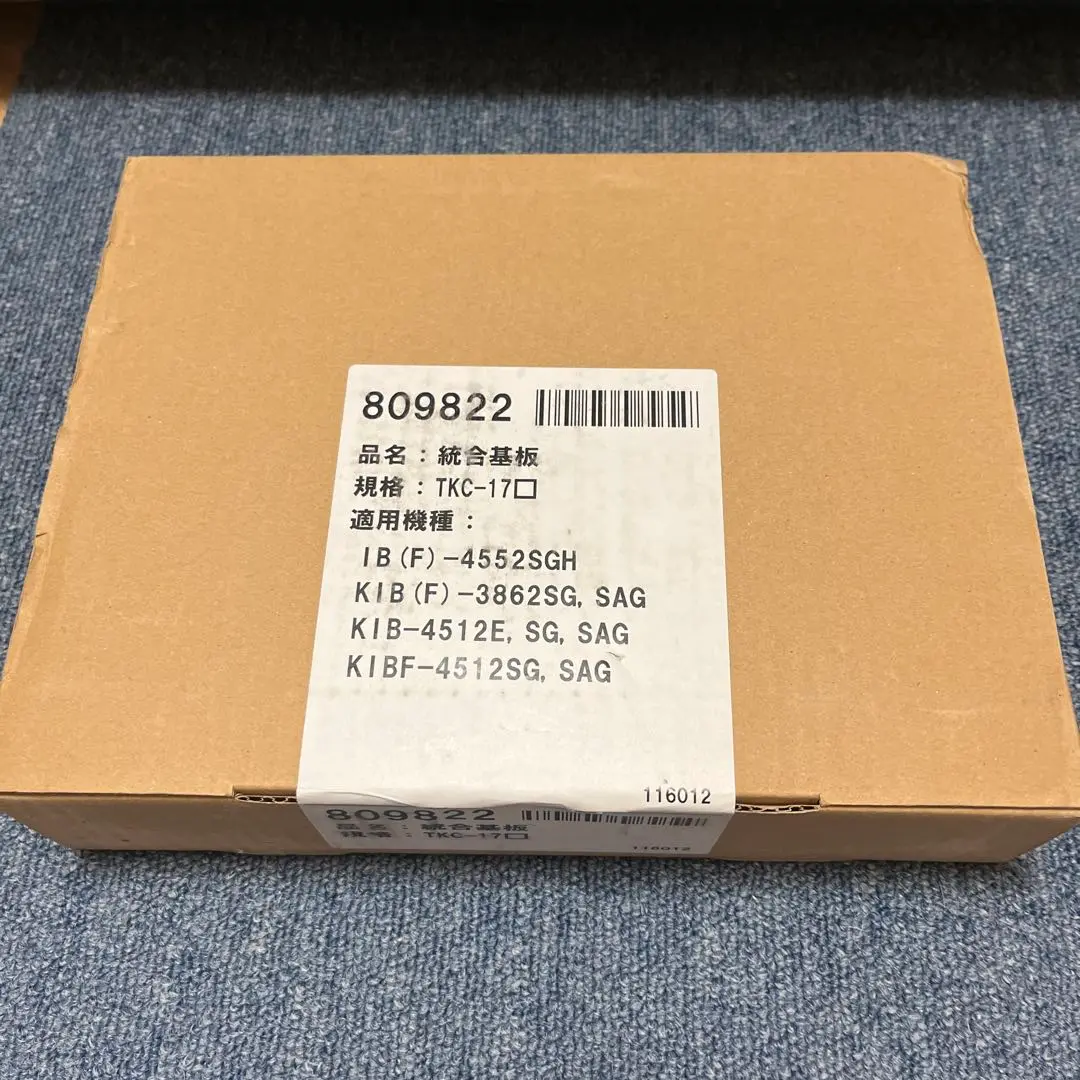 809822
品名：統合基板
規格：TKC-17□
適用機種：
IB(F)-4552SGH
KIB(F)-3862SG, SAG
KIB-4512E, SG, SAG
KIBF-4512SG, SAG
116012
809822
品名：統合基板
規格：TKC-17□
116012